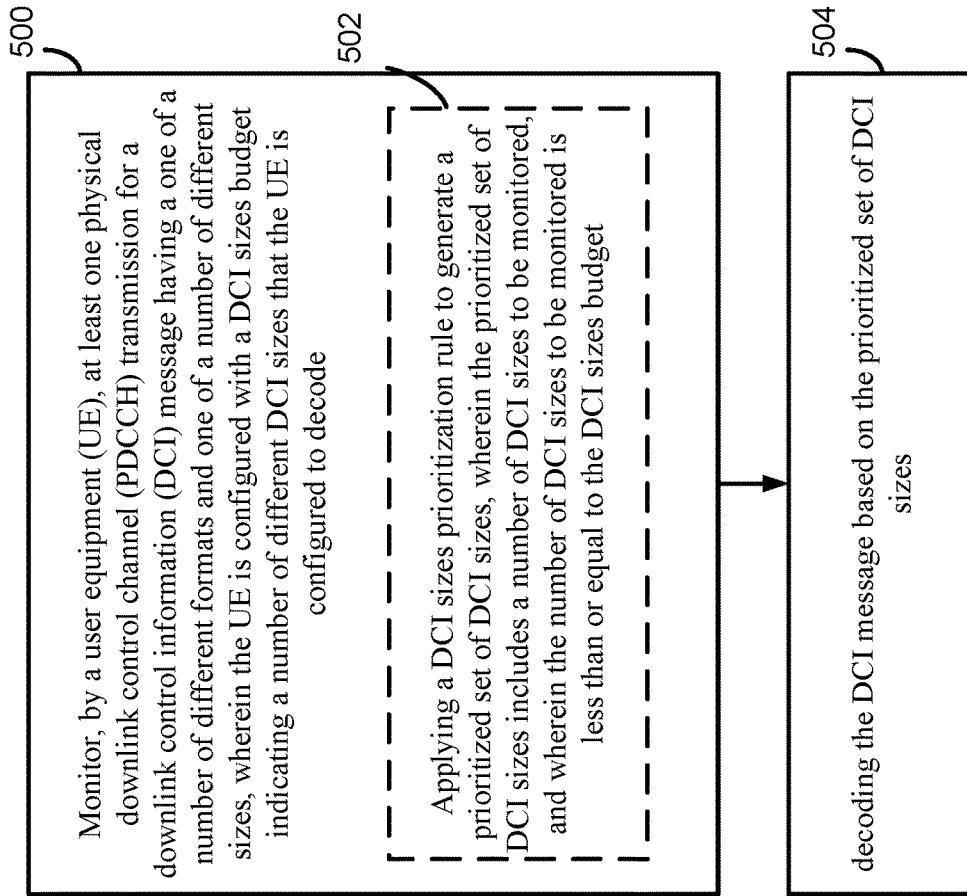 500
Monitor, by a user equipment (UE), at least one physical
downlink control channel (PDCCH) transmission for a
downlink control information (DCI) message having a one of a
number of different formats and one of a number of different
sizes, wherein the UE is configured with a DCI sizes budget
indicating a number of different DCI sizes that the UE is
configured to decode
502
Applying a DCI sizes prioritization rule to generate a
prioritized set of DCI sizes, wherein the prioritized set of
DCI sizes includes a number of DCI sizes to be monitored,
and wherein the number of DCI sizes to be monitored is
less than or equal to the DCI sizes budget
504
decoding the DCI message based on the prioritized set of DCI
sizes